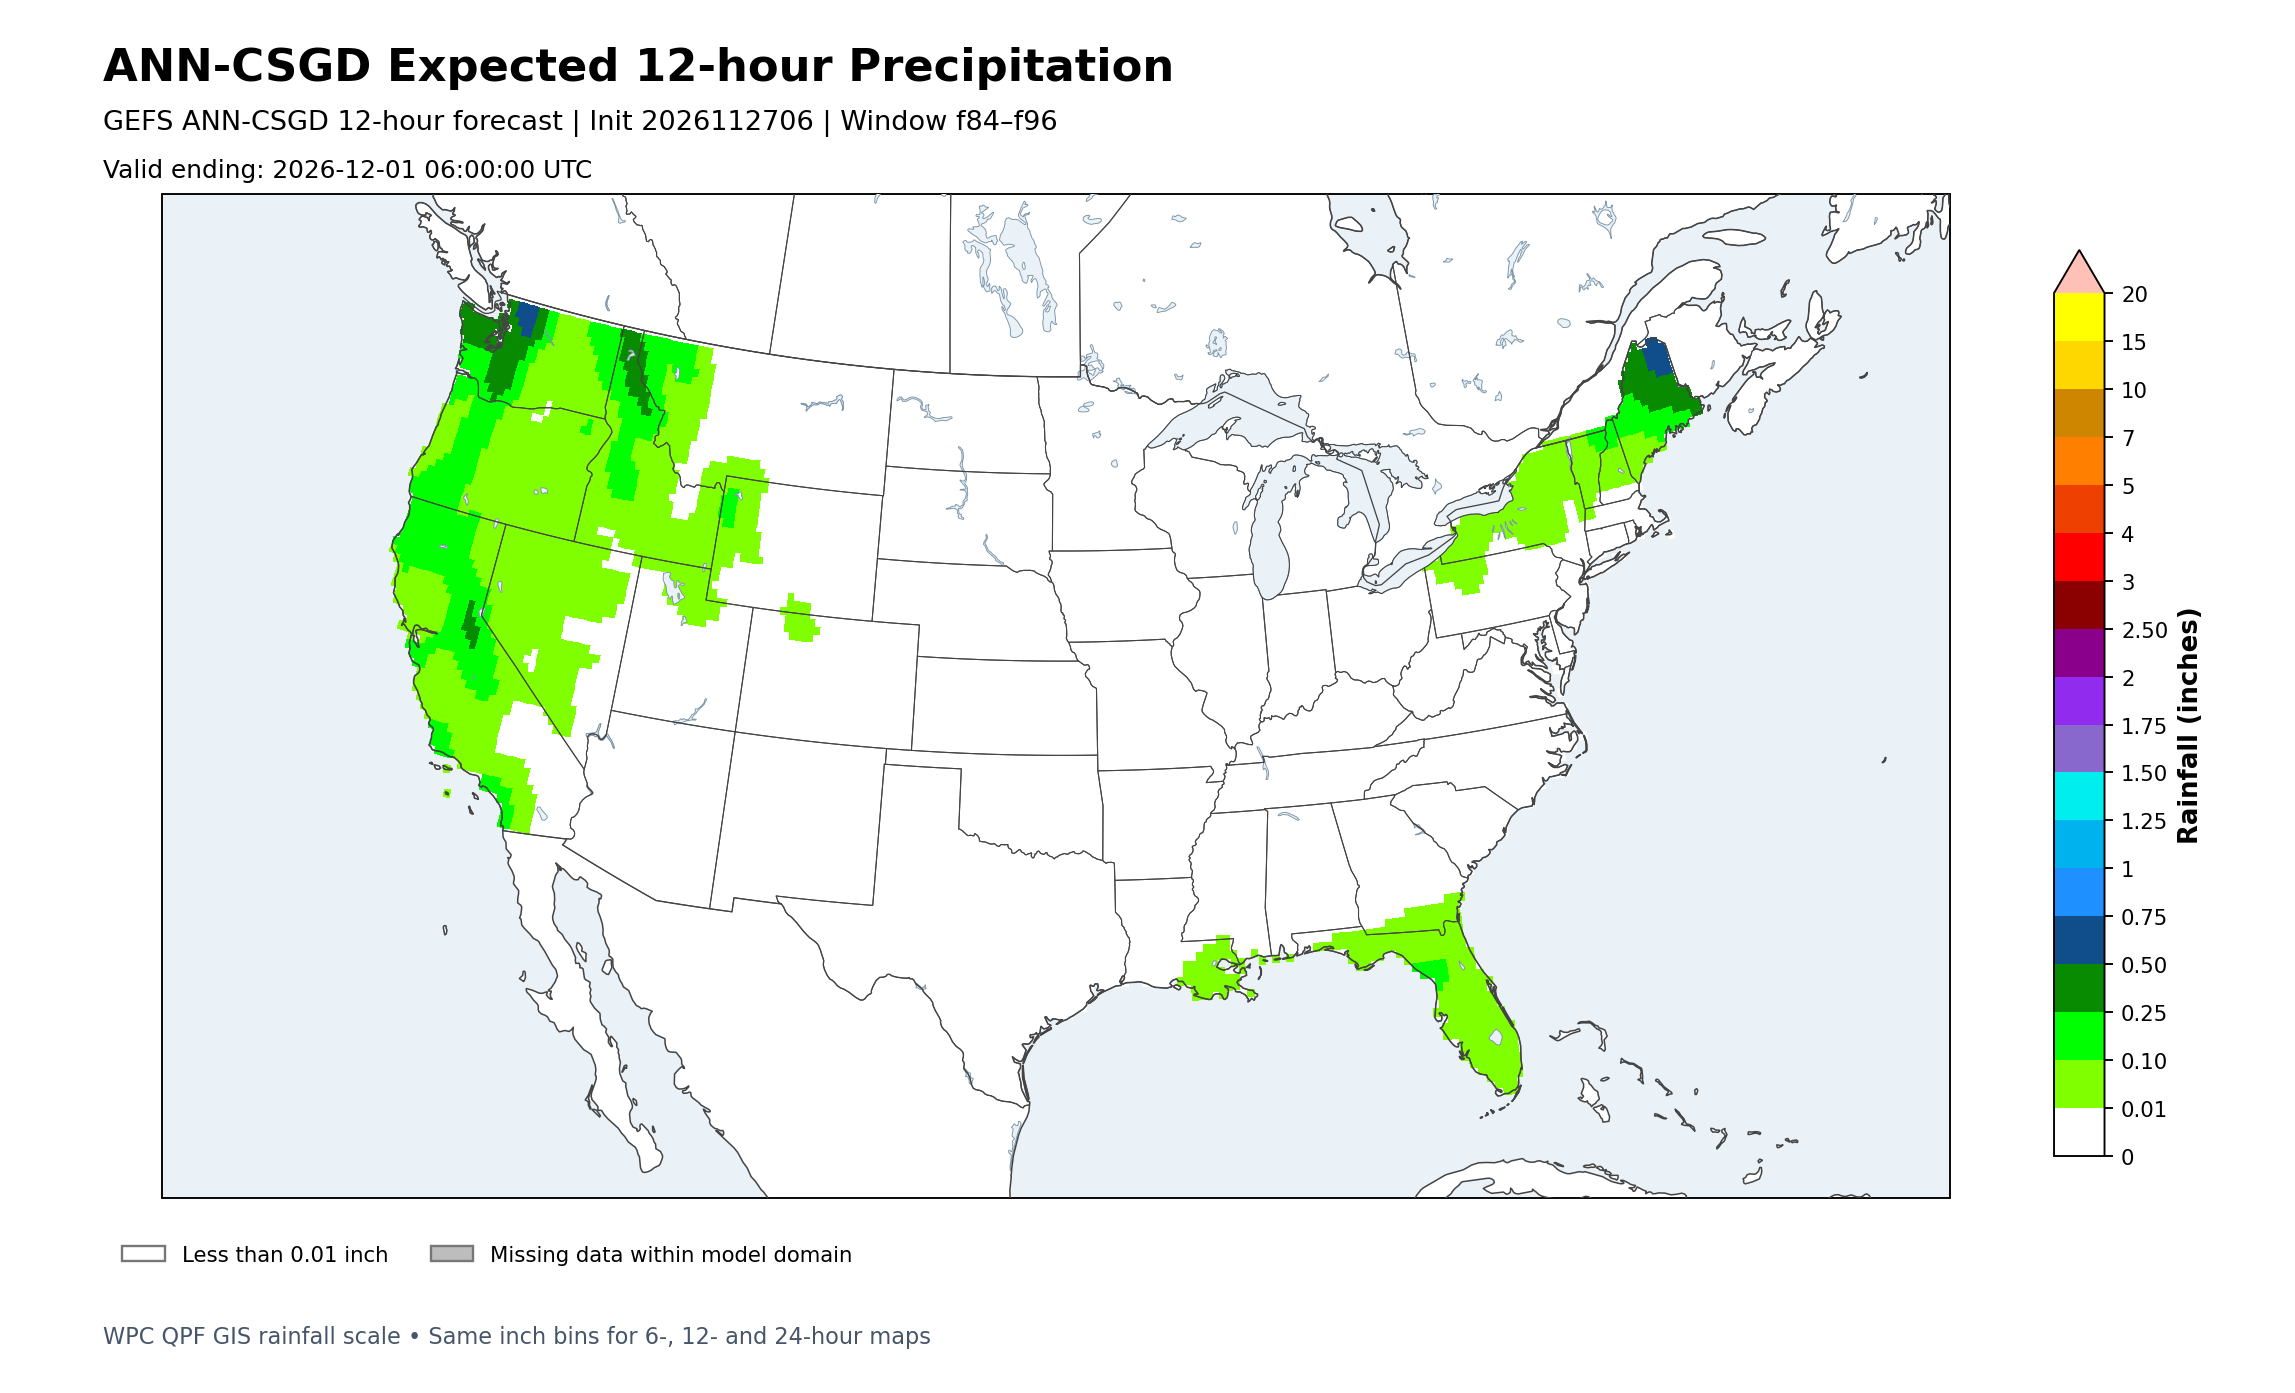 ANN-CSGD Expected 12-hour Precipitation
GEFS ANN-CSGD 12-hour forecast | Init 2026112706 | Window f84–f96
Valid ending: 2026-12-01 06:00:00 UTC
20
15
10
7
5
4
3
2.50
2
1.75
1.50
1.25
1
0.75
0.50
0.25
0.10
0.01
0
Rainfall (inches)
Less than 0.01 inch
Missing data within model domain
WPC QPF GIS rainfall scale • Same inch bins for 6-, 12- and 24-hour maps